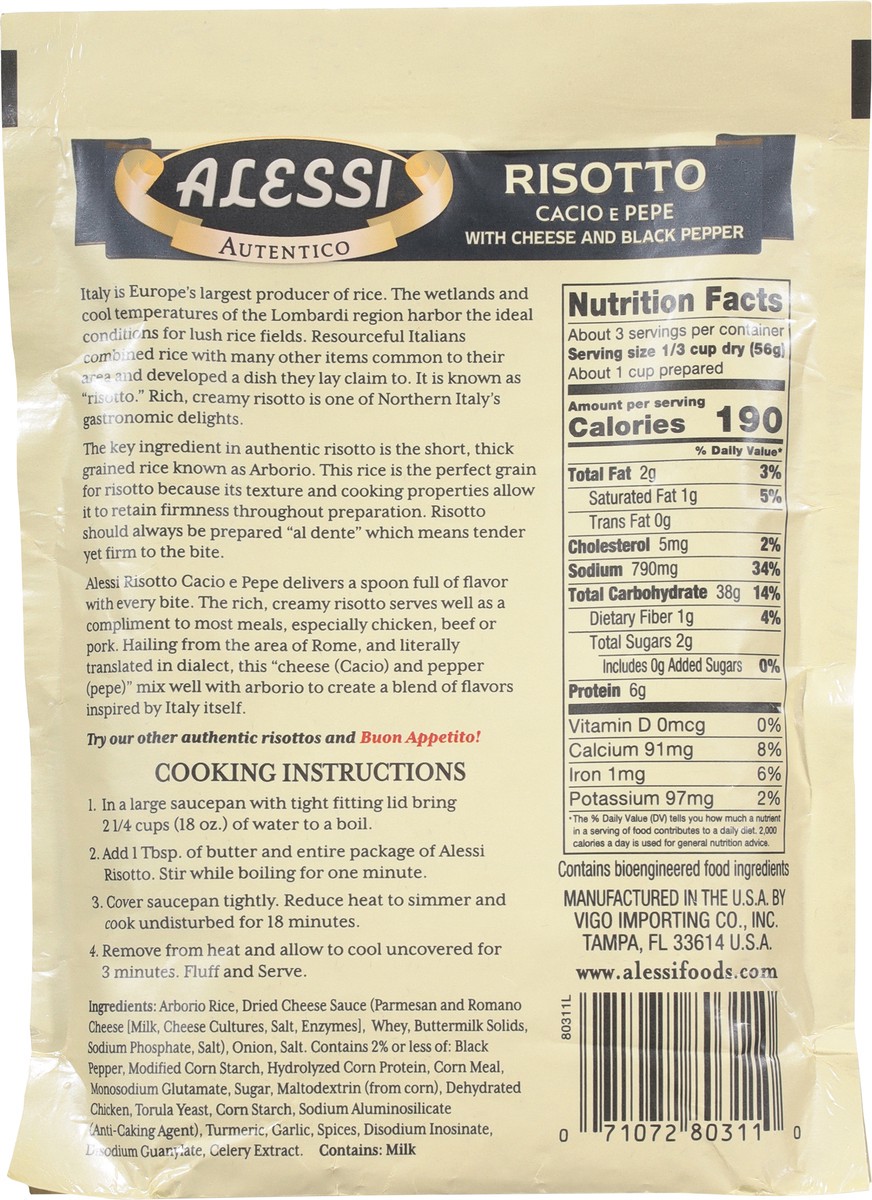 ALESSI
AUTENTICO
RISOTTO
CACIO E PEPE
WITH CHEESE AND BLACK PEPPER
Italy is Europe's largest producer of rice. The wetlands and
cool temperatures of the Lombardi region harbor the ideal
conditions for lush rice fields. Resourceful Italians
combined rice with many other items common to their
area and developed a dish they lay claim to. It is known as
“risotto.” Rich, creamy risotto is one of Northern Italy's
gastronomic delights.
The key ingredient in authentic risotto is the short, thick
grained rice known as Arborio. This rice is the perfect grain
for risotto because its texture and cooking properties allow
it to retain firmness throughout preparation. Risotto
should always be prepared “al dente” which means tender
yet firm to the bite.
Alessi Risotto Cacio e Pepe delivers a spoon full of flavor
with every bite. The rich, creamy risotto serves well as a
compliment to most meals, especially chicken, beef or
pork. Hailing from the area of Rome, and literally
translated in dialect, this “cheese (Cacio) and pepper
(pepe)” mix well with arborio to create a blend of flavors
inspired by Italy itself.
Try our other authentic risottos and Buon Appetito!
COOKING INSTRUCTIONS
1. In a large saucepan with tight fitting lid bring
2 1/4 cups (18 oz.) of water to a boil.
2. Add 1 Tbsp. of butter and entire package of Alessi
Risotto. Stir while boiling for one minute.
3. Cover saucepan tightly. Reduce heat to simmer and
cook undisturbed for 18 minutes.
4. Remove from heat and allow to cool uncovered for
3 minutes. Fluff and Serve.
Ingredients: Arborio Rice, Dried Cheese Sauce (Parmesan and Romano
Cheese [Milk, Cheese Cultures, Salt, Enzymes], Whey, Buttermilk Solids,
Sodium Phosphate, Salt), Onion, Salt. Contains 2% or less of: Black
Pepper, Modified Corn Starch, Hydrolyzed Corn Protein, Corn Meal,
Monosodium Glutamate, Sugar, Maltodextrin (from corn), Dehydrated
Chicken, Torula Yeast, Corn Starch, Sodium Aluminosilicate
(Anti-Caking Agent), Turmeric, Garlic, Spices, Disodium Inosinate,
Disodium Guanylate, Celery Extract. Contains: Milk
Nutrition Facts
About 3 servings per container
Serving size 1/3 cup dry (56g)
About 1 cup prepared
Amount per serving
Calories 190
% Daily Value*
Total Fat 2g 3%
Saturated Fat 1g 5%
Trans Fat 0g
Cholesterol 5mg 2%
Sodium 790mg 34%
Total Carbohydrate 38g 14%
Dietary Fiber 1g 4%
Total Sugars 2g
Includes 0g Added Sugars 0%
Protein 6g
Vitamin D 0mcg 0%
Calcium 91mg 8%
Iron 1mg 6%
Potassium 97mg 2%
*The % Daily Value (DV) tells you how much a nutrient
in a serving of food contributes to a daily diet. 2,000
calories a day is used for general nutrition advice.
Contains bioengineered food ingredients
MANUFACTURED IN THE U.S.A. BY
VIGO IMPORTING CO., INC.
TAMPA, FL 33614 U.S.A.
www.alessifoods.com
80311L
0 71072 80311 0